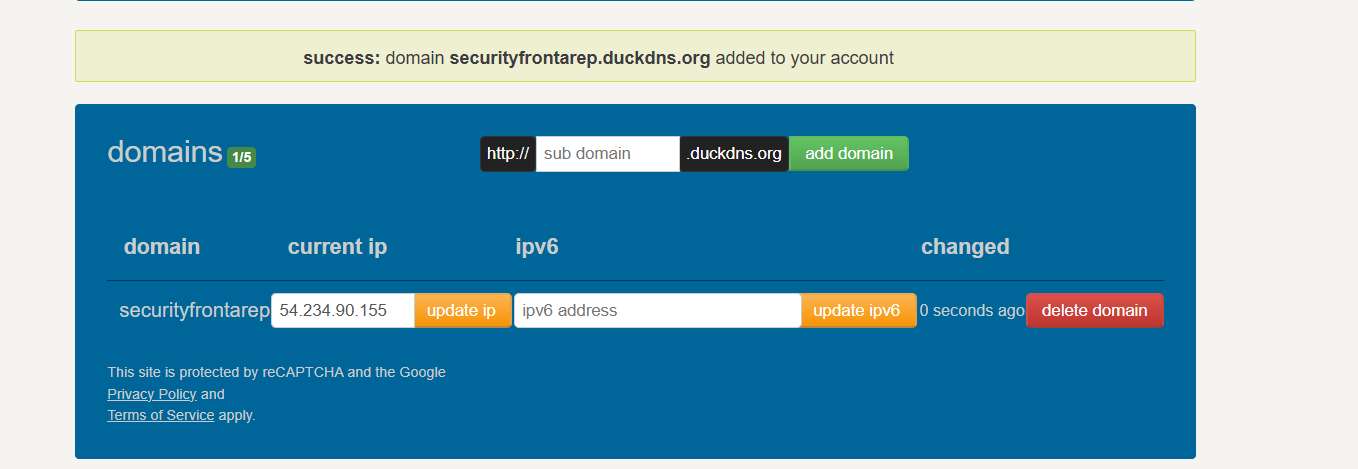 success: domain securityfrontarep.duckdns.org added to your account
domains 1/5
http:// sub domain .duckdns.org add domain
domain current ip ipv6 changed
securityfrontarep 54.234.90.155 update ip ipv6 address update ipv6 0 seconds ago delete domain
This site is protected by reCAPTCHA and the Google
Privacy Policy and
Terms of Service apply.